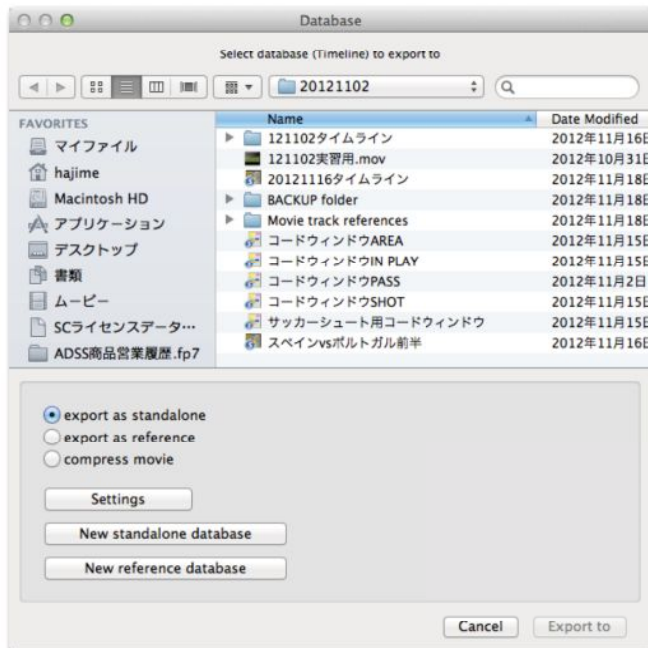 Database
Select database (Timeline) to export to
20121102
FAVORITES
マイファイル
hajime
Macintosh HD
アプリケーション
デスクトップ
書類
ムービー
SCライセンスデータ…
ADSS商品営業履歴.fp7
Name Date Modified
121102タイムライン 2012年11月16日
121102実習用.mov 2012年10月31日
20121116タイムライン 2012年11月18日
BACKUP folder 2012年11月18日
Movie track references 2012年11月18日
コードウィンドウAREA 2012年11月15日
コードウィンドウIN PLAY 2012年11月15日
コードウィンドウPASS 2012年11月2日
コードウィンドウSHOT 2012年11月15日
サッカーシュート用コードウィンドウ 2012年11月15日
スペインvsポルトガル前半 2012年11月16日
export as standalone
export as reference
compress movie
Settings
New standalone database
New reference database
Cancel Export to